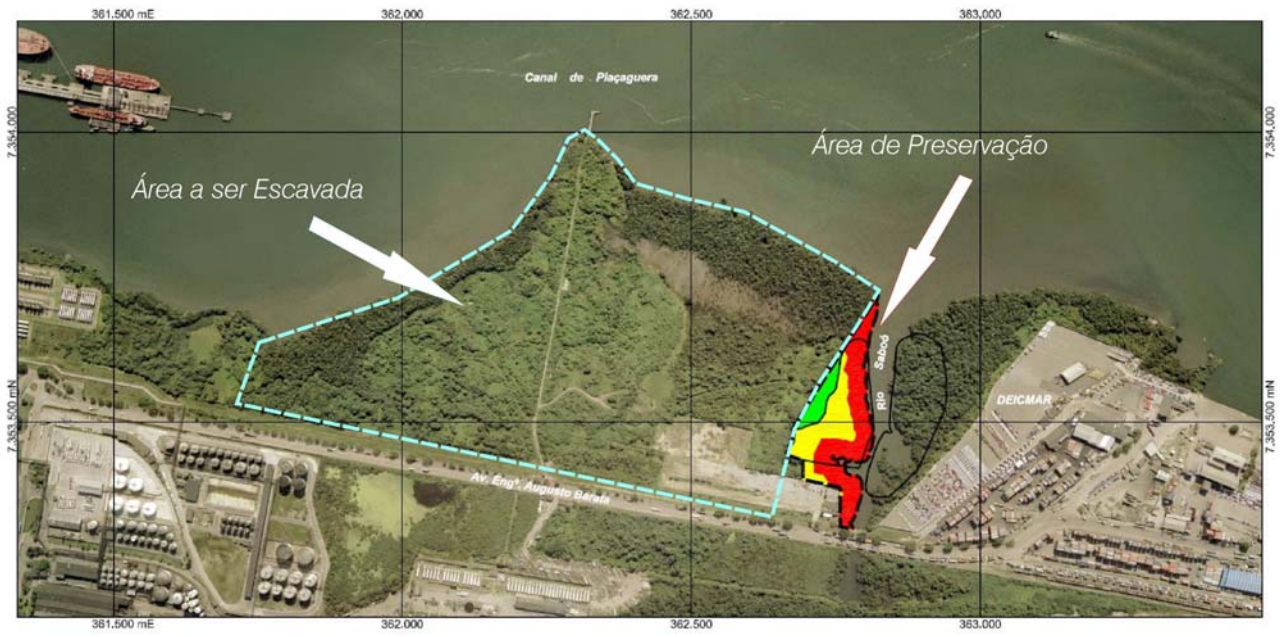 361,500 mE
362,000
362,500
363,000
Canal de Piaçaguera
7,354,000
7,354,000
Área de Preservação
Área a ser Escavada
Rio Saboó
DEICMAR
7,353,500 mN
7,353,500 mN
Av. Engº Augusto Barata
361,500 mE
362,000
362,500
363,000